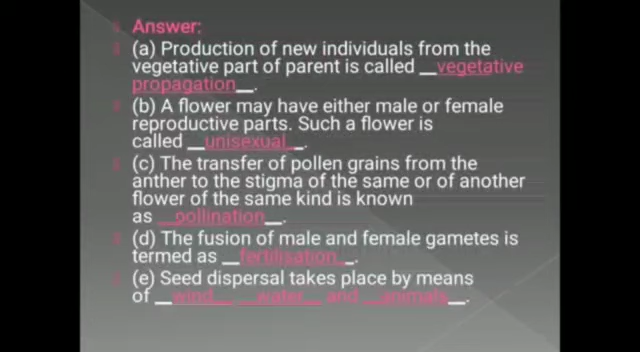 Answer:
(a) Production of new individuals from the
vegetative part of parent is called __vegetative
propagation__.
(b) A flower may have either male or female
reproductive parts. Such a flower is
called __unisexual__.
(c) The transfer of pollen grains from the
anther to the stigma of the same or of another
flower of the same kind is known
as __pollination__.
(d) The fusion of male and female gametes is
termed as __fertilisation__.
(e) Seed dispersal takes place by means
of __wind__ __water__ and __animals__.